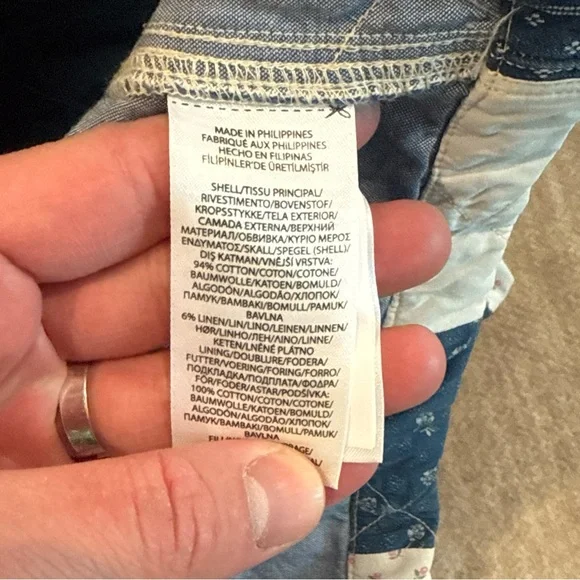 MADE IN PHILIPPINES
FABRIQUÉ AUX PHILIPPINES
HECHO EN FILIPINAS
FİLİPİNLER'DE ÜRETİLMİŞTİR
SHELL/TISSU PRINCIPAL/
RIVESTIMENTO/BOVENSTOF/
KROPSSTYKKE/TELA EXTERIOR/
CAMADA EXTERNA/ВЕРХНИЙ
МАТЕРИАЛ/ОБВИВКА/ΚΥΡΙΟ ΜΕΡΟΣ
ΕΝΔΥΜΑΤΟΣ/SKALL/SPEGEL (SHELL)/
DIŞ KATMAN/VNĚJŠÍ VRSTVA:
94% COTTON/COTON/COTONE/
BAUMWOLLE/KATOEN/BOMULD/
ALGODÓN/ALGODÃO/ХЛОПОК/
ПАМУК/ΒΑΜΒΑΚΙ/BOMULL/PAMUK/
BAVLNA
6% LINEN/LIN/LINO/LEINEN/LINNEN/
HØR/LINHO/ЛЕН/ΛΙΝΟ/LINNE/
KETEN/LNĚNÉ PLÁTNO
LINING/DOUBLURE/FODERA/
FUTTER/VOERING/FORING/FORRO/
ПОДКЛАДКА/ПОДПЛАТА/ΦΟΔΡΑ/
FÖR/FODER/ASTAR/PODŠÍVKA:
100% COTTON/COTON/COTONE/
BAUMWOLLE/KATOEN/BOMULD/
ALGODÓN/ALGODÃO/ХЛОПОК/
ПАМУК/ΒΑΜΒΑΚΙ/BOMULL/PAMUK/
BAVLNA